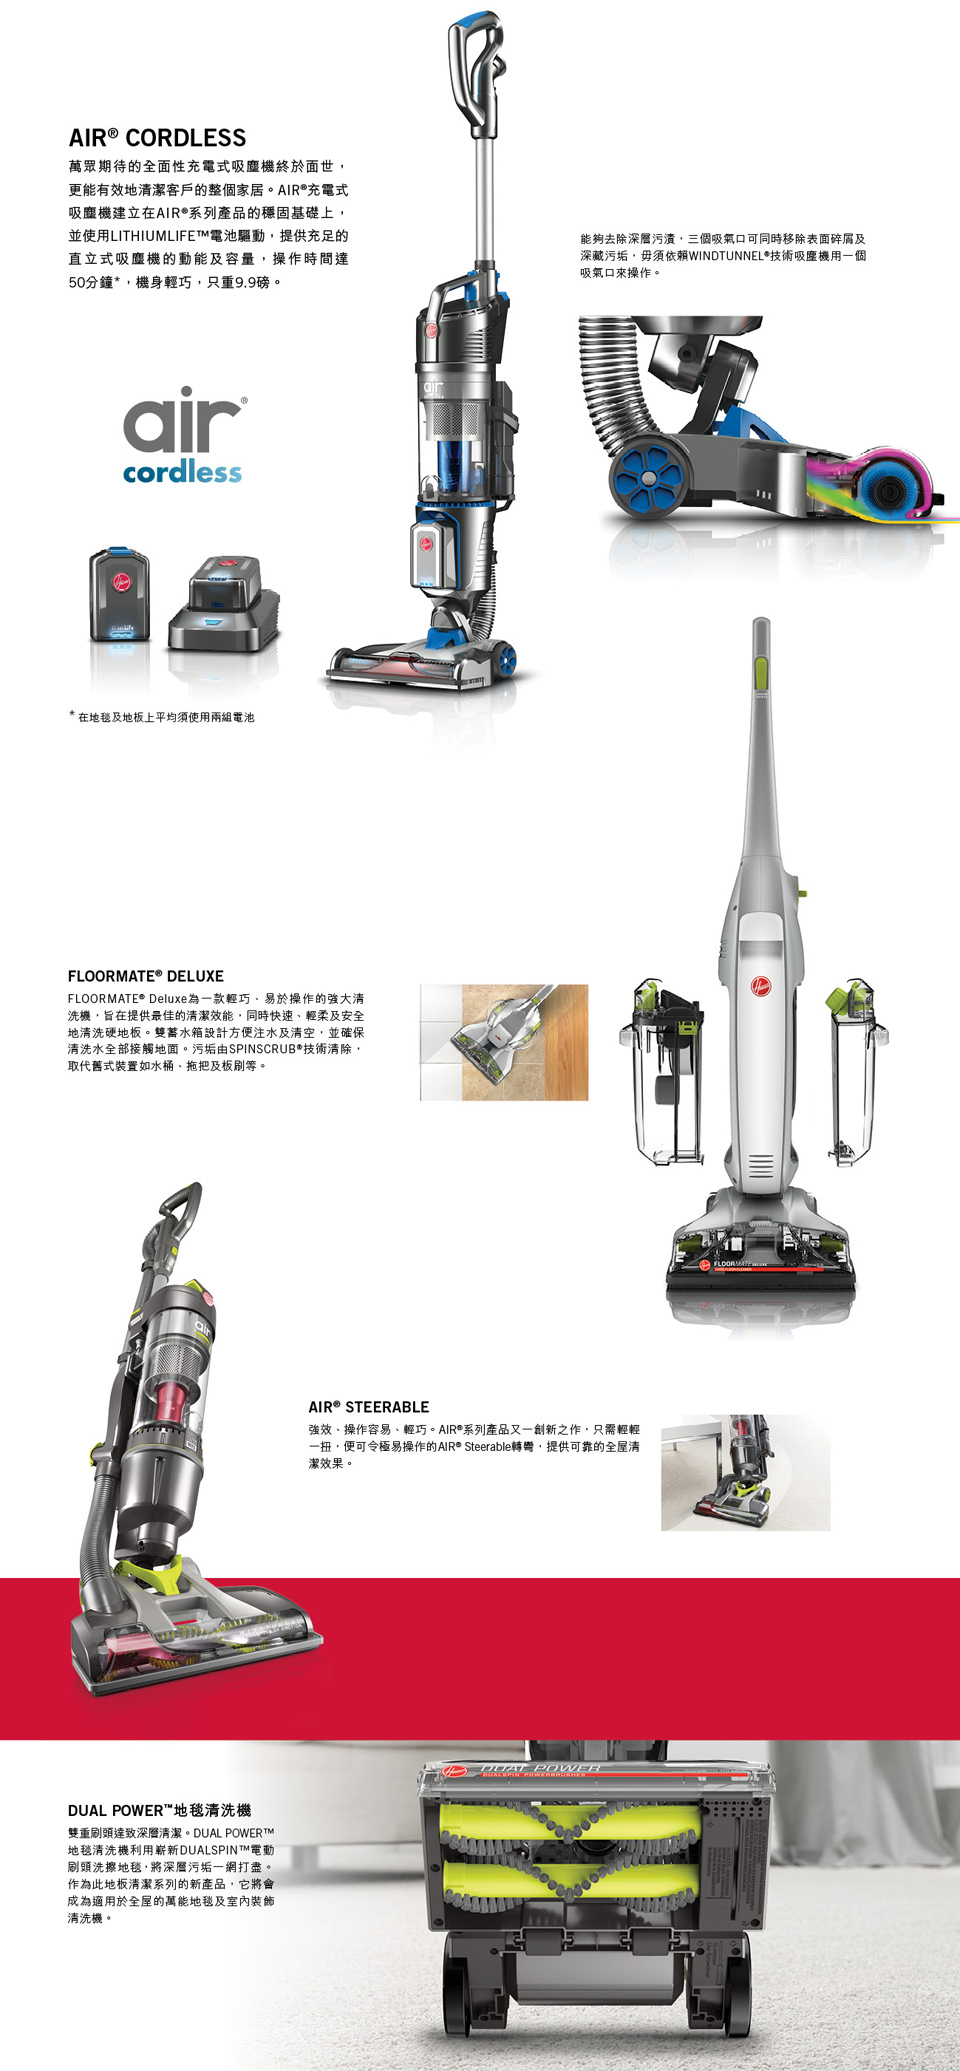 AIR® CORDLESS
萬眾期待的全面性充電式吸塵機終於面世，
更能有效地清潔客戶的整個家居。AIR®充電式
吸塵機建立在AIR®系列產品的穩固基礎上，
並使用LITHIUMLIFE™電池驅動，提供充足的
直立式吸塵機的動能及容量，操作時間達
50分鐘*，機身輕巧，只重9.9磅。
能夠去除深層污漬，三個吸氣口可同時移除表面碎屑及
深藏污垢，毋須依賴WINDTUNNEL®技術吸塵機用一個
吸氣口來操作。
air®
cordless
air
Hoover
* 在地毯及地板上平均須使用兩組電池
FLOORMATE® DELUXE
FLOORMATE® Deluxe為一款輕巧、易於操作的強大清
洗機，旨在提供最佳的清潔效能，同時快速、輕柔及安全
地清洗硬地板。雙蓄水箱設計方便注水及清空，並確保
清洗水全部接觸地面。污垢由SPINSCRUB®技術清除，
取代舊式裝置如水桶、拖把及板刷等。
Hoover
FLOORMATE DELUXE
air
AIR® STEERABLE
強效、操作容易、輕巧。AIR®系列產品又一創新之作，只需輕輕
一扭，便可令極易操作的AIR® Steerable轉彎，提供可靠的全屋清
潔效果。
Hoover
DUAL POWER
DUALSPIN POWERBRUSHES
DUAL POWER™地毯清洗機
雙重刷頭達致深層清潔。DUAL POWER™
地毯清洗機利用嶄新DUALSPIN™電動
刷頭洗擦地毯，將深層污垢一網打盡。
作為此地板清潔系列的新產品，它將會
成為適用於全屋的萬能地毯及室內裝飾
清洗機。